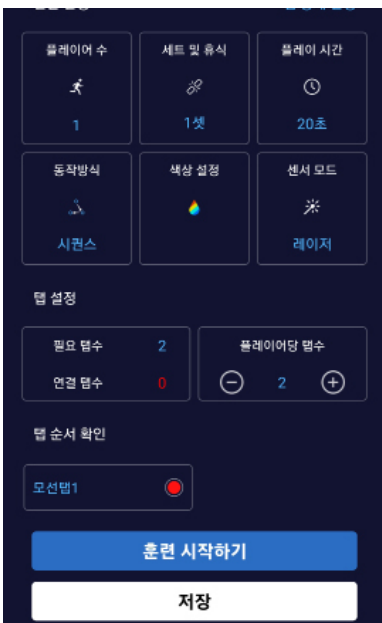 플레이어 수
세트 및 휴식
플레이 시간
1
1셋
20초
동작방식
색상 설정
센서 모드
시퀀스
레이저
탭 설정
필요 탭수 2
플레이어당 탭수
연결 탭수 0
2
탭 순서 확인
모션탭1
훈련 시작하기
저장